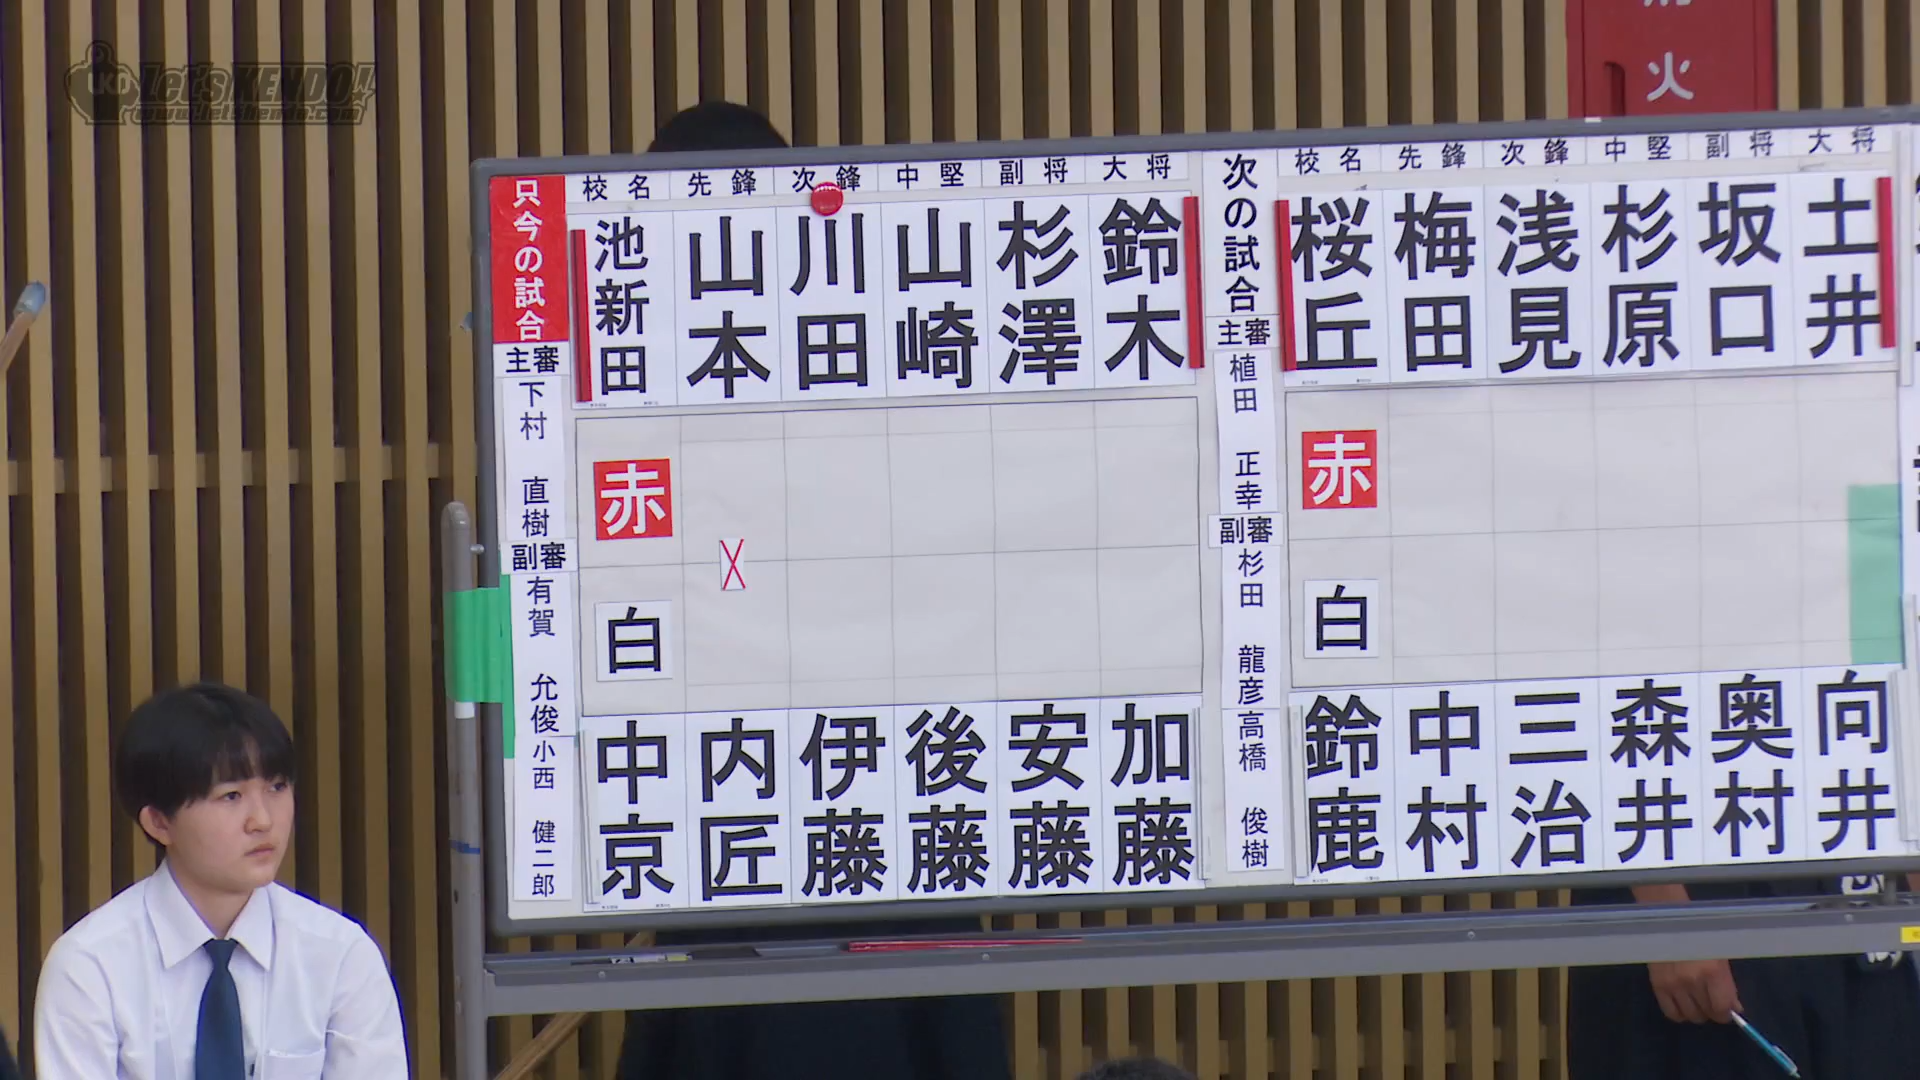 Let's KENDO!!
www.letskendo.com
火
只今の試合
校名 先鋒 次鋒 中堅 副将 大将
池新田 山本 川田 山崎 杉澤 鈴木
赤
白
中京 内匠 伊藤 後藤 安藤 加藤
主審
下村 直樹
副審
有賀 允俊
小西 健二郎
次の試合
校名 先鋒 次鋒 中堅 副将 大将
桜丘 梅田 浅見 杉原 坂口 土井
赤
白
鈴鹿 中村 三治 森井 奥村 向井
主審
植田 正幸
副審
杉田 龍彦
高橋 俊樹